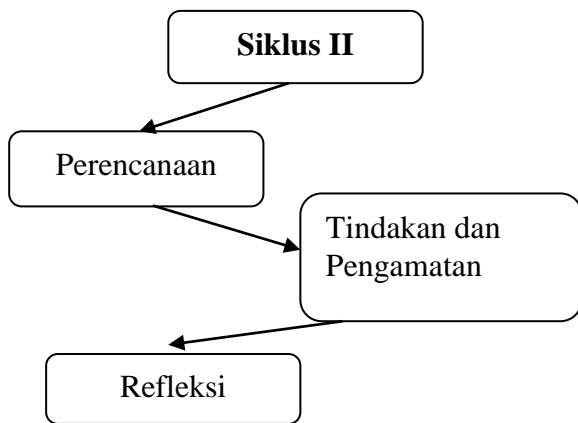 Siklus II
Perencanaan
Tindakan dan
Pengamatan
Refleksi